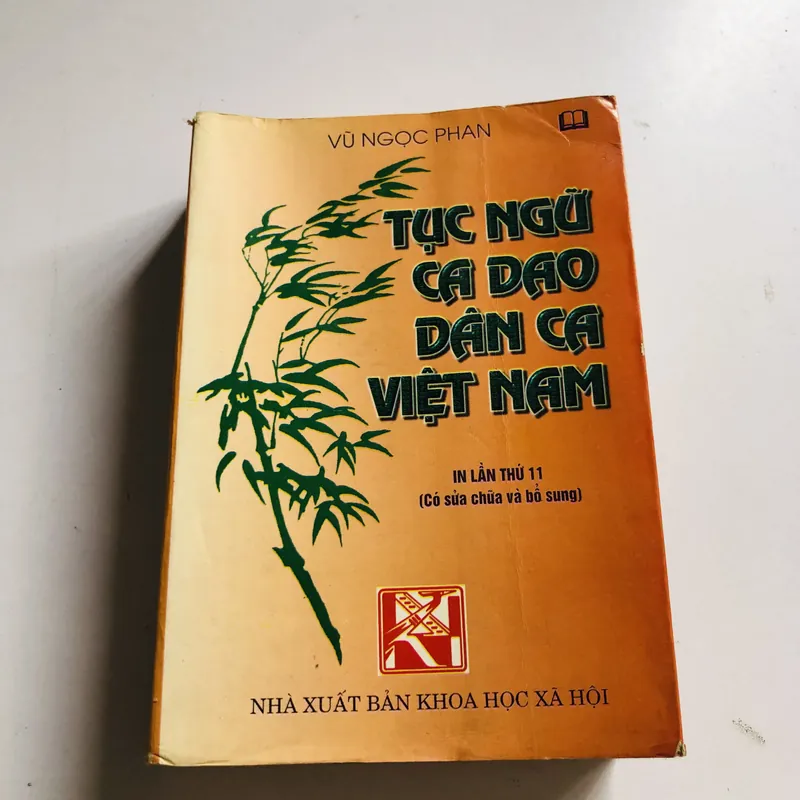 VŨ NGỌC PHAN
TỤC NGỮ
CA DAO
DÂN CA
VIỆT NAM
IN LẦN THỨ 11
(Có sửa chữa và bổ sung)
NHÀ XUẤT BẢN KHOA HỌC XÃ HỘI